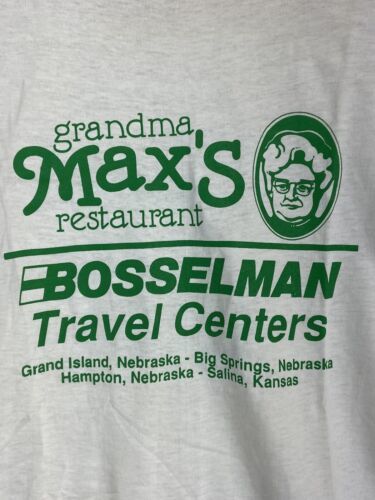 grandma
Max's
restaurant
BOSSELMAN
Travel Centers
Grand Island, Nebraska - Big Springs, Nebraska
Hampton, Nebraska - Salina, Kansas